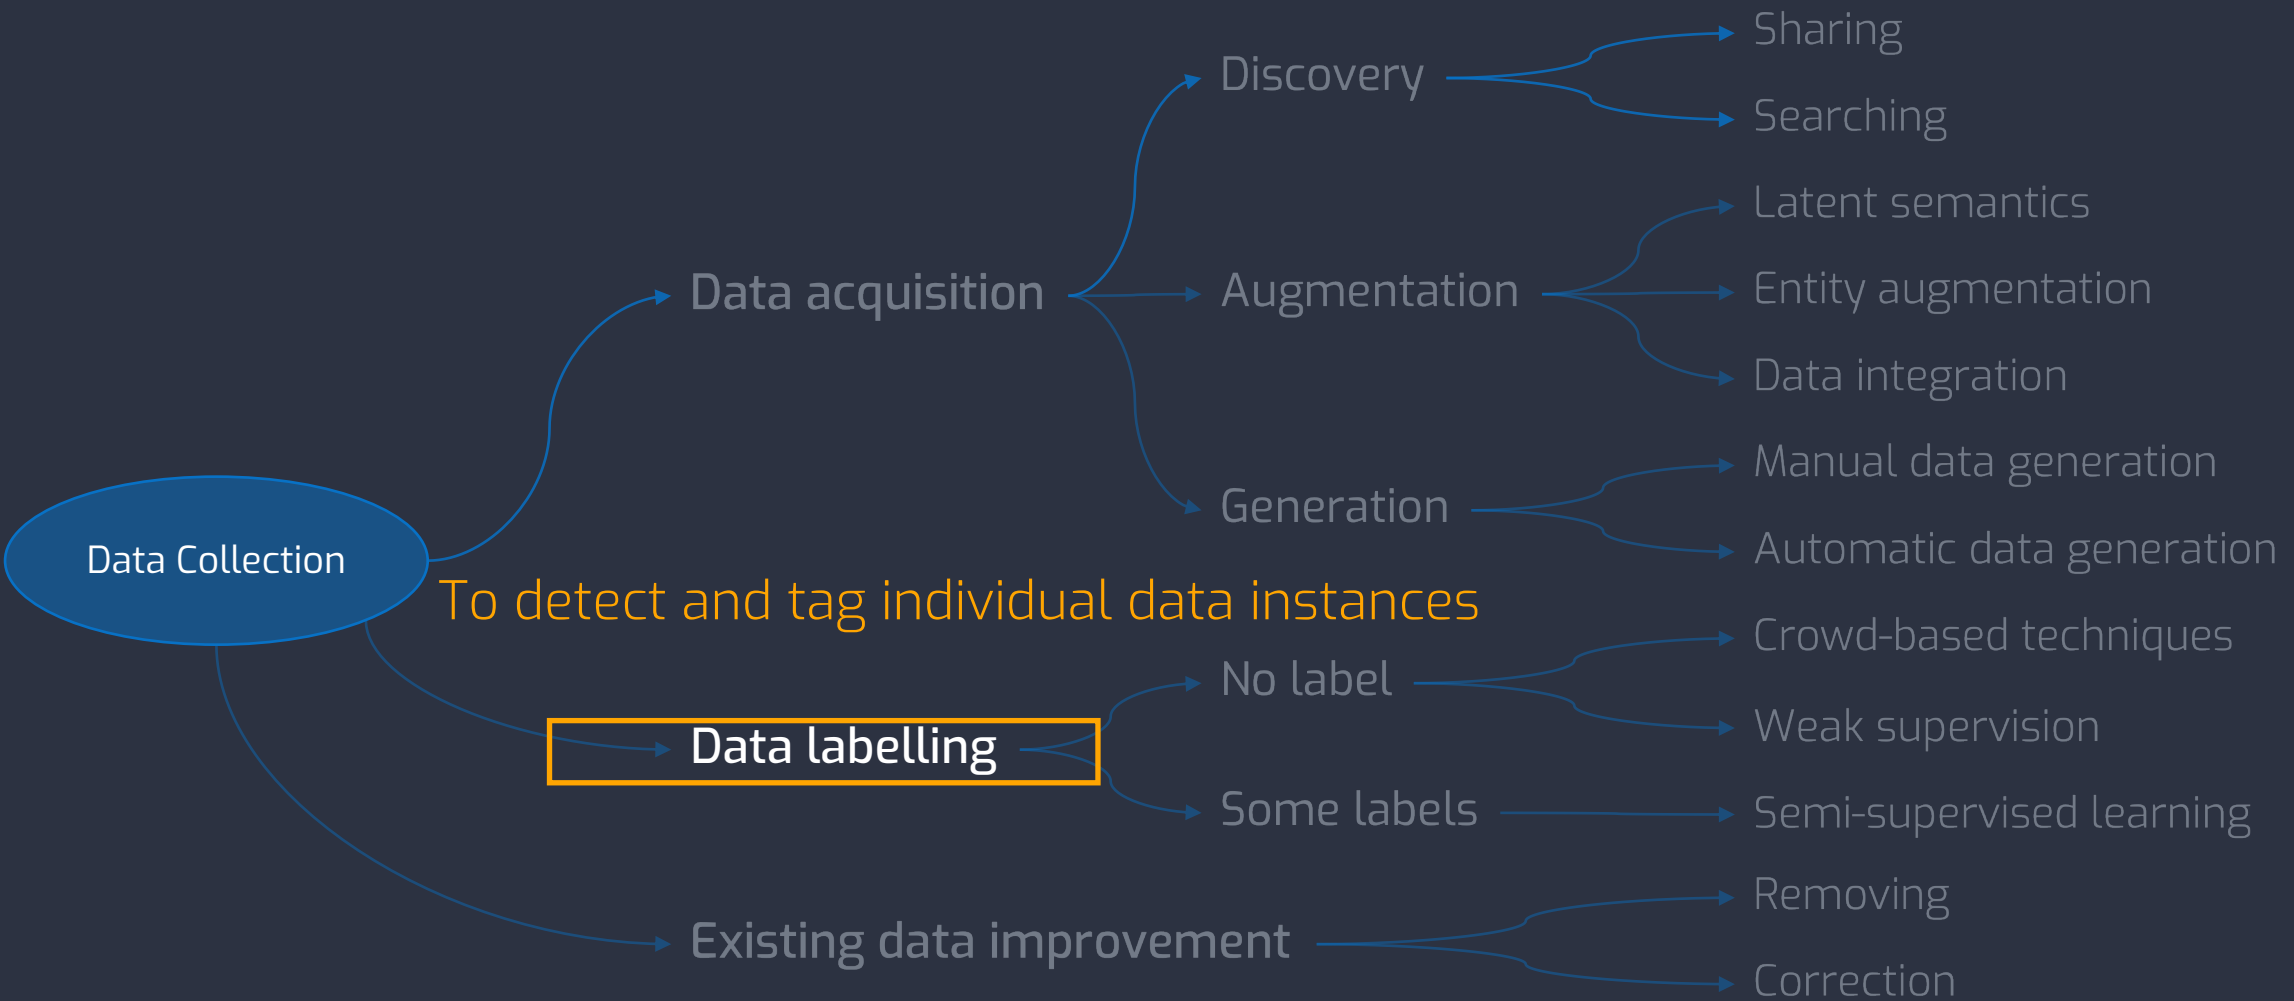 Sharing
Discovery
Searching
Latent semantics
Data acquisition
Augmentation
Entity augmentation
Data integration
Manual data generation
Generation
Automatic data generation
Data Collection
To detect and tag individual data instances
Crowd-based techniques
No label
Weak supervision
Data labelling
Some labels
Semi-supervised learning
Removing
Existing data improvement
Correction